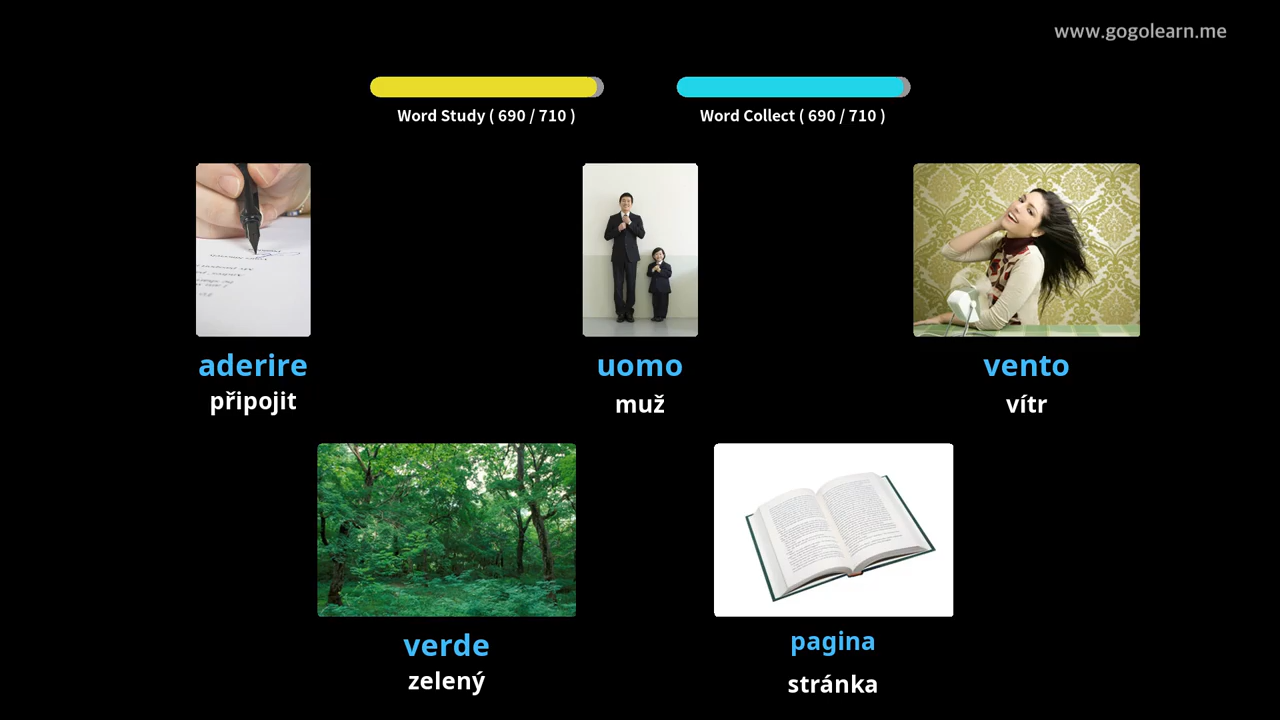 www.gogolearn.me
Word Study ( 690 / 710 )
Word Collect ( 690 / 710 )
aderire
připojit
uomo
muž
vento
vítr
verde
zelený
pagina
stránka